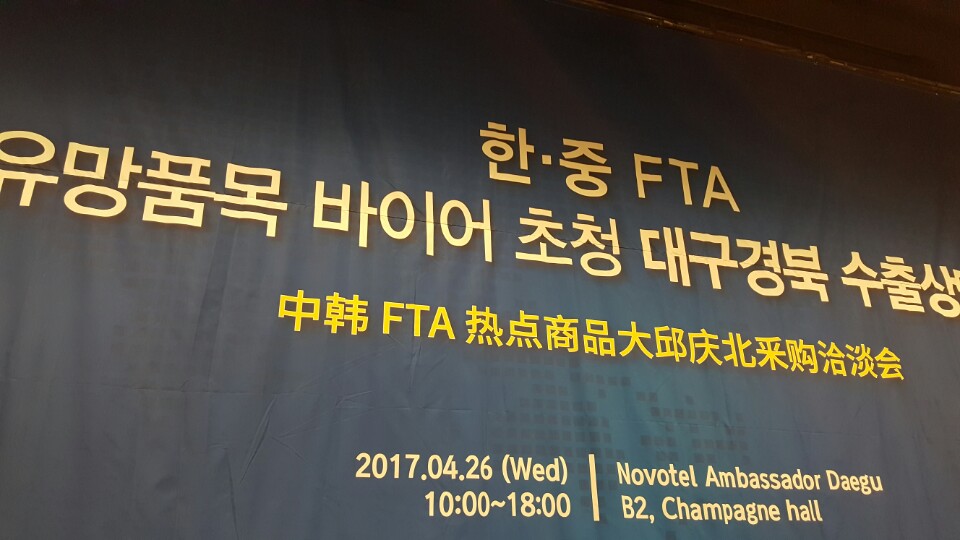 한·중 FTA
유망품목 바이어 초청 대구경북 수출
中韩 FTA 热点商品大邱庆北采购洽淡会
2017.04.26 (Wed)
10:00~18:00
Novotel Ambassador Daegu
B2, Champagne hall